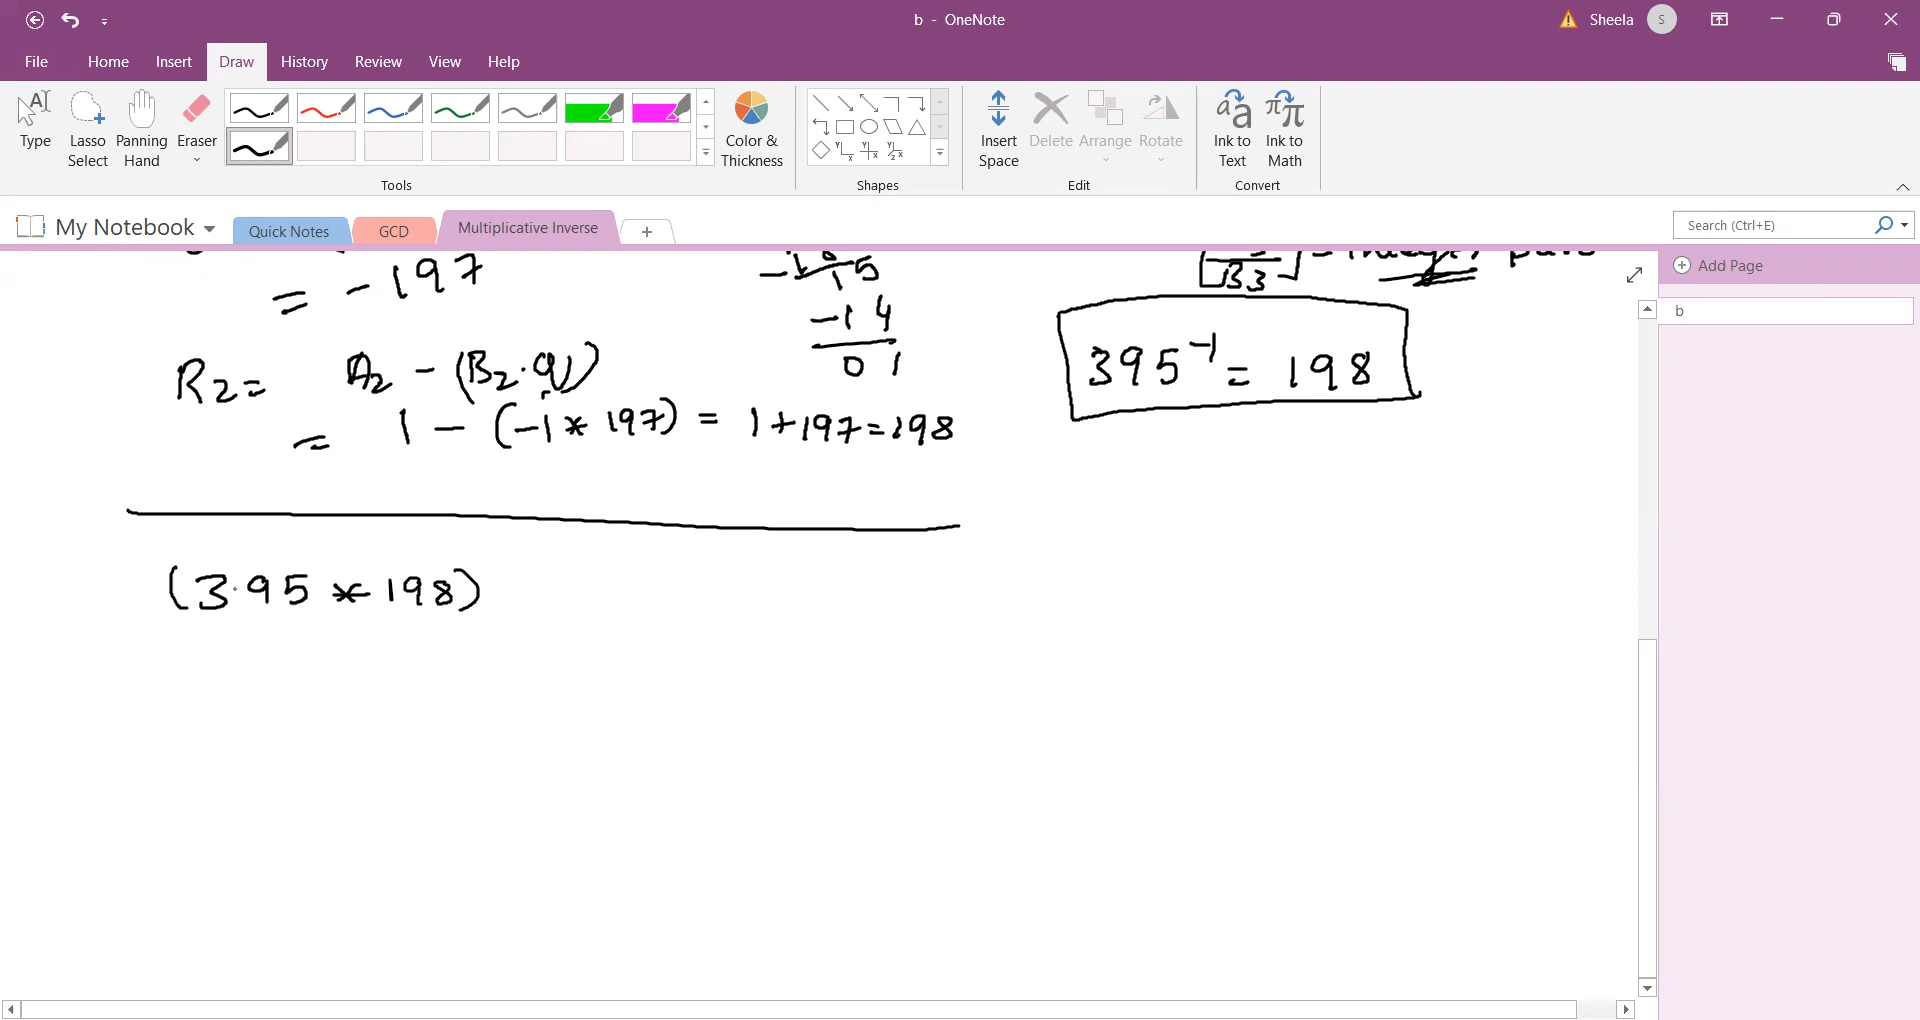 b - OneNote
Sheela
S
File Home Insert Draw History Review View Help
Type
Lasso Select
Panning Hand
Eraser
Color & Thickness
Insert Space
Delete
Arrange
Rotate
Ink to Text
Ink to Math
Tools
Shapes
Edit
Convert
My Notebook
Quick Notes
GCD
Multiplicative Inverse
Search (Ctrl+E)
Add Page
b
= -197
15
-14
01
133
395⁻¹ = 198
R2= A2 - (B2·q)
= 1 - (-1 * 197) = 1+197=198
(3·95 * 198)